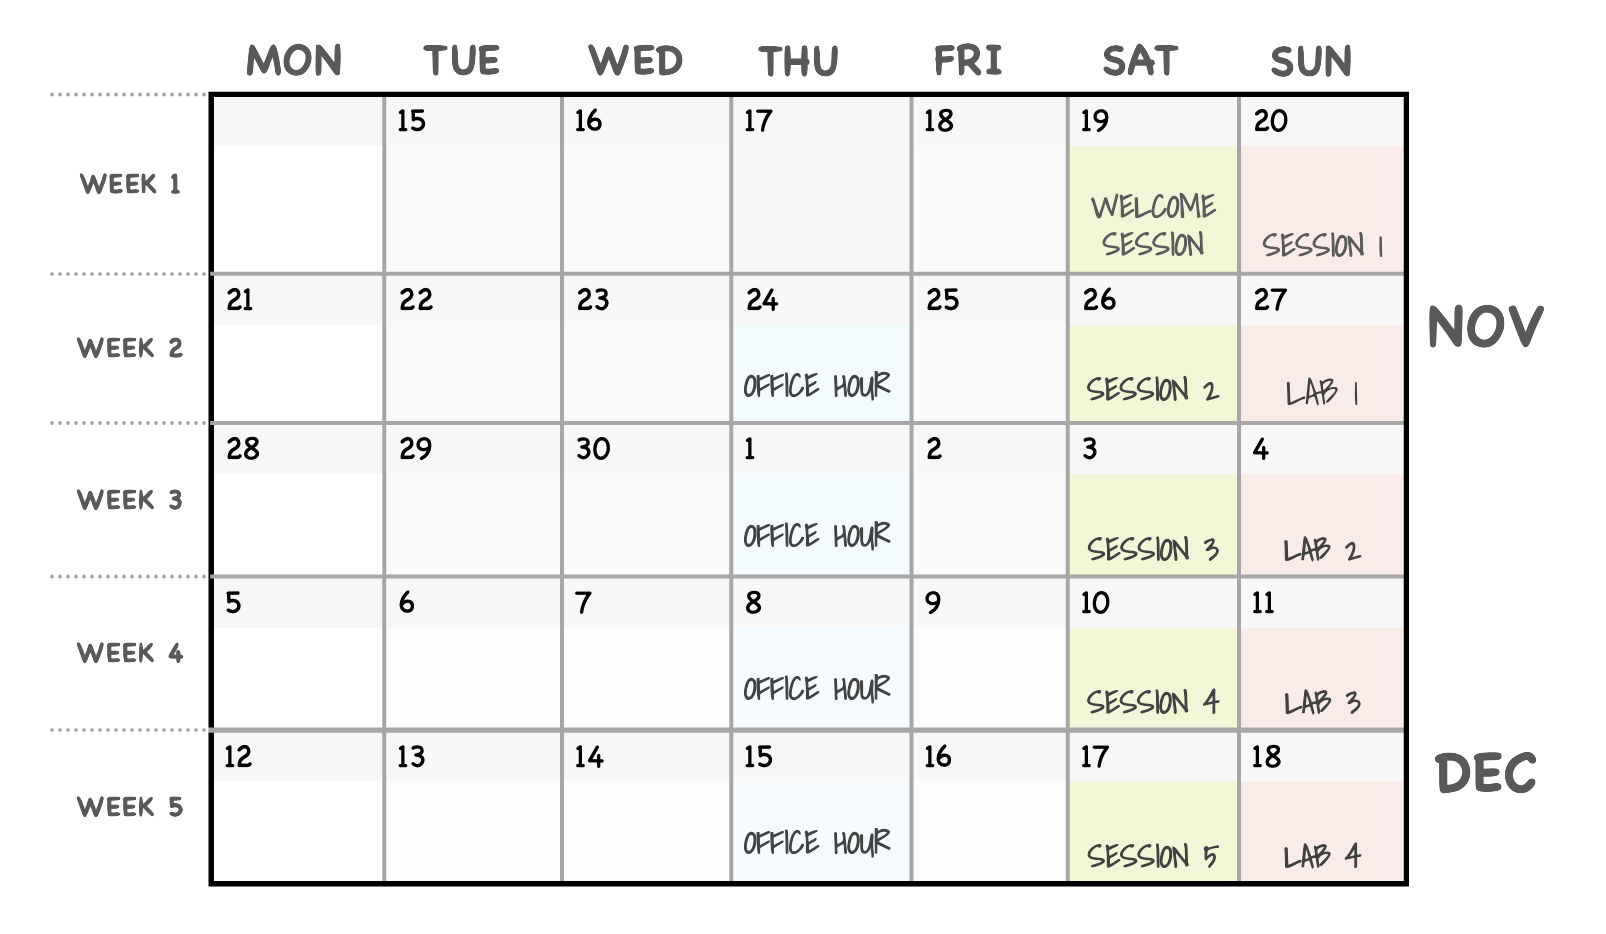 MON TUE WED THU FRI SAT SUN
15 16 17 18 19 20
WEEK 1
WELCOME
SESSION
SESSION 1
21 22 23 24 25 26 27
NOV
WEEK 2
OFFICE HOUR SESSION 2 LAB 1
28 29 30 1 2 3 4
WEEK 3
OFFICE HOUR SESSION 3 LAB 2
5 6 7 8 9 10 11
WEEK 4
OFFICE HOUR SESSION 4 LAB 3
12 13 14 15 16 17 18
DEC
WEEK 5
OFFICE HOUR SESSION 5 LAB 4